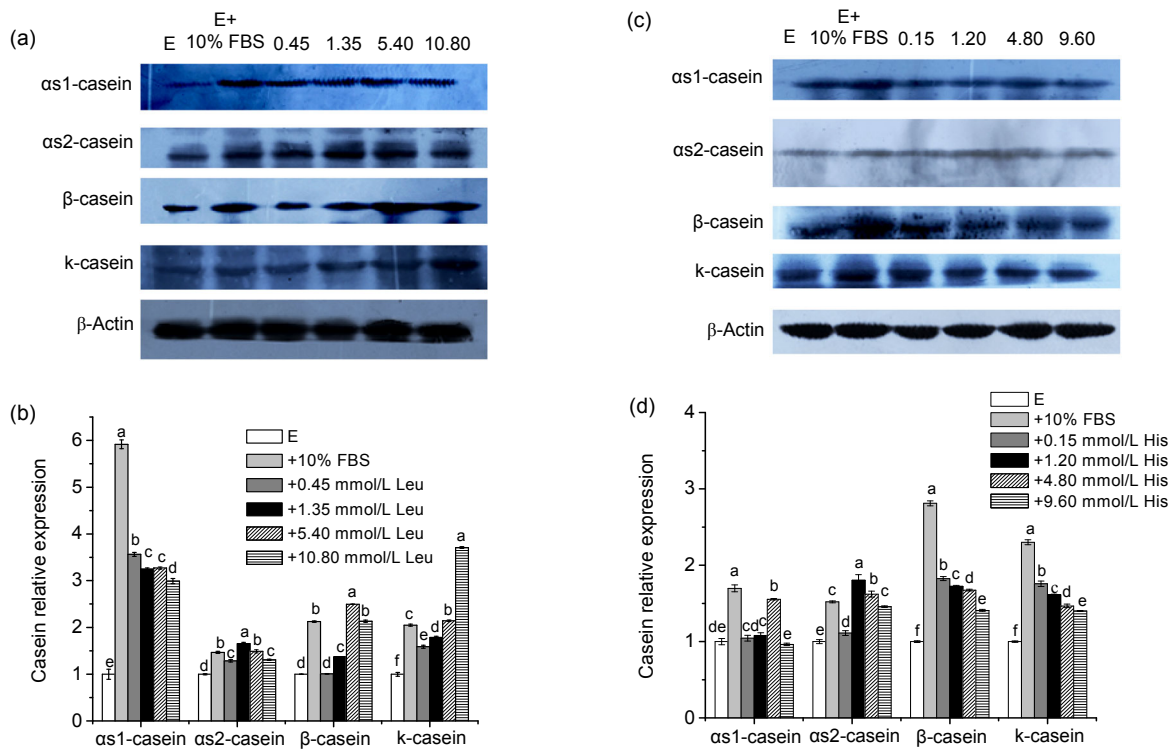 (a)
E+
E 10% FBS 0.45 1.35 5.40 10.80
αs1-casein
αs2-casein
β-casein
k-casein
β-Actin
(c)
E+
E 10% FBS 0.15 1.20 4.80 9.60
αs1-casein
αs2-casein
β-casein
k-casein
β-Actin
(b)
Casein relative expression
6
5
4
3
2
1
0
E
+10% FBS
+0.45 mmol/L Leu
+1.35 mmol/L Leu
+5.40 mmol/L Leu
+10.80 mmol/L Leu
e a b c c d
d b c a b c
d b d c a b
f c e d b a
αs1-casein αs2-casein β-casein k-casein
(d)
Casein relative expression
4
3
2
1
0
E
+10% FBS
+0.15 mmol/L His
+1.20 mmol/L His
+4.80 mmol/L His
+9.60 mmol/L His
de a cd c b e
e c d a b c
f a b c d e
f a b c d e
αs1-casein αs2-casein β-casein k-casein